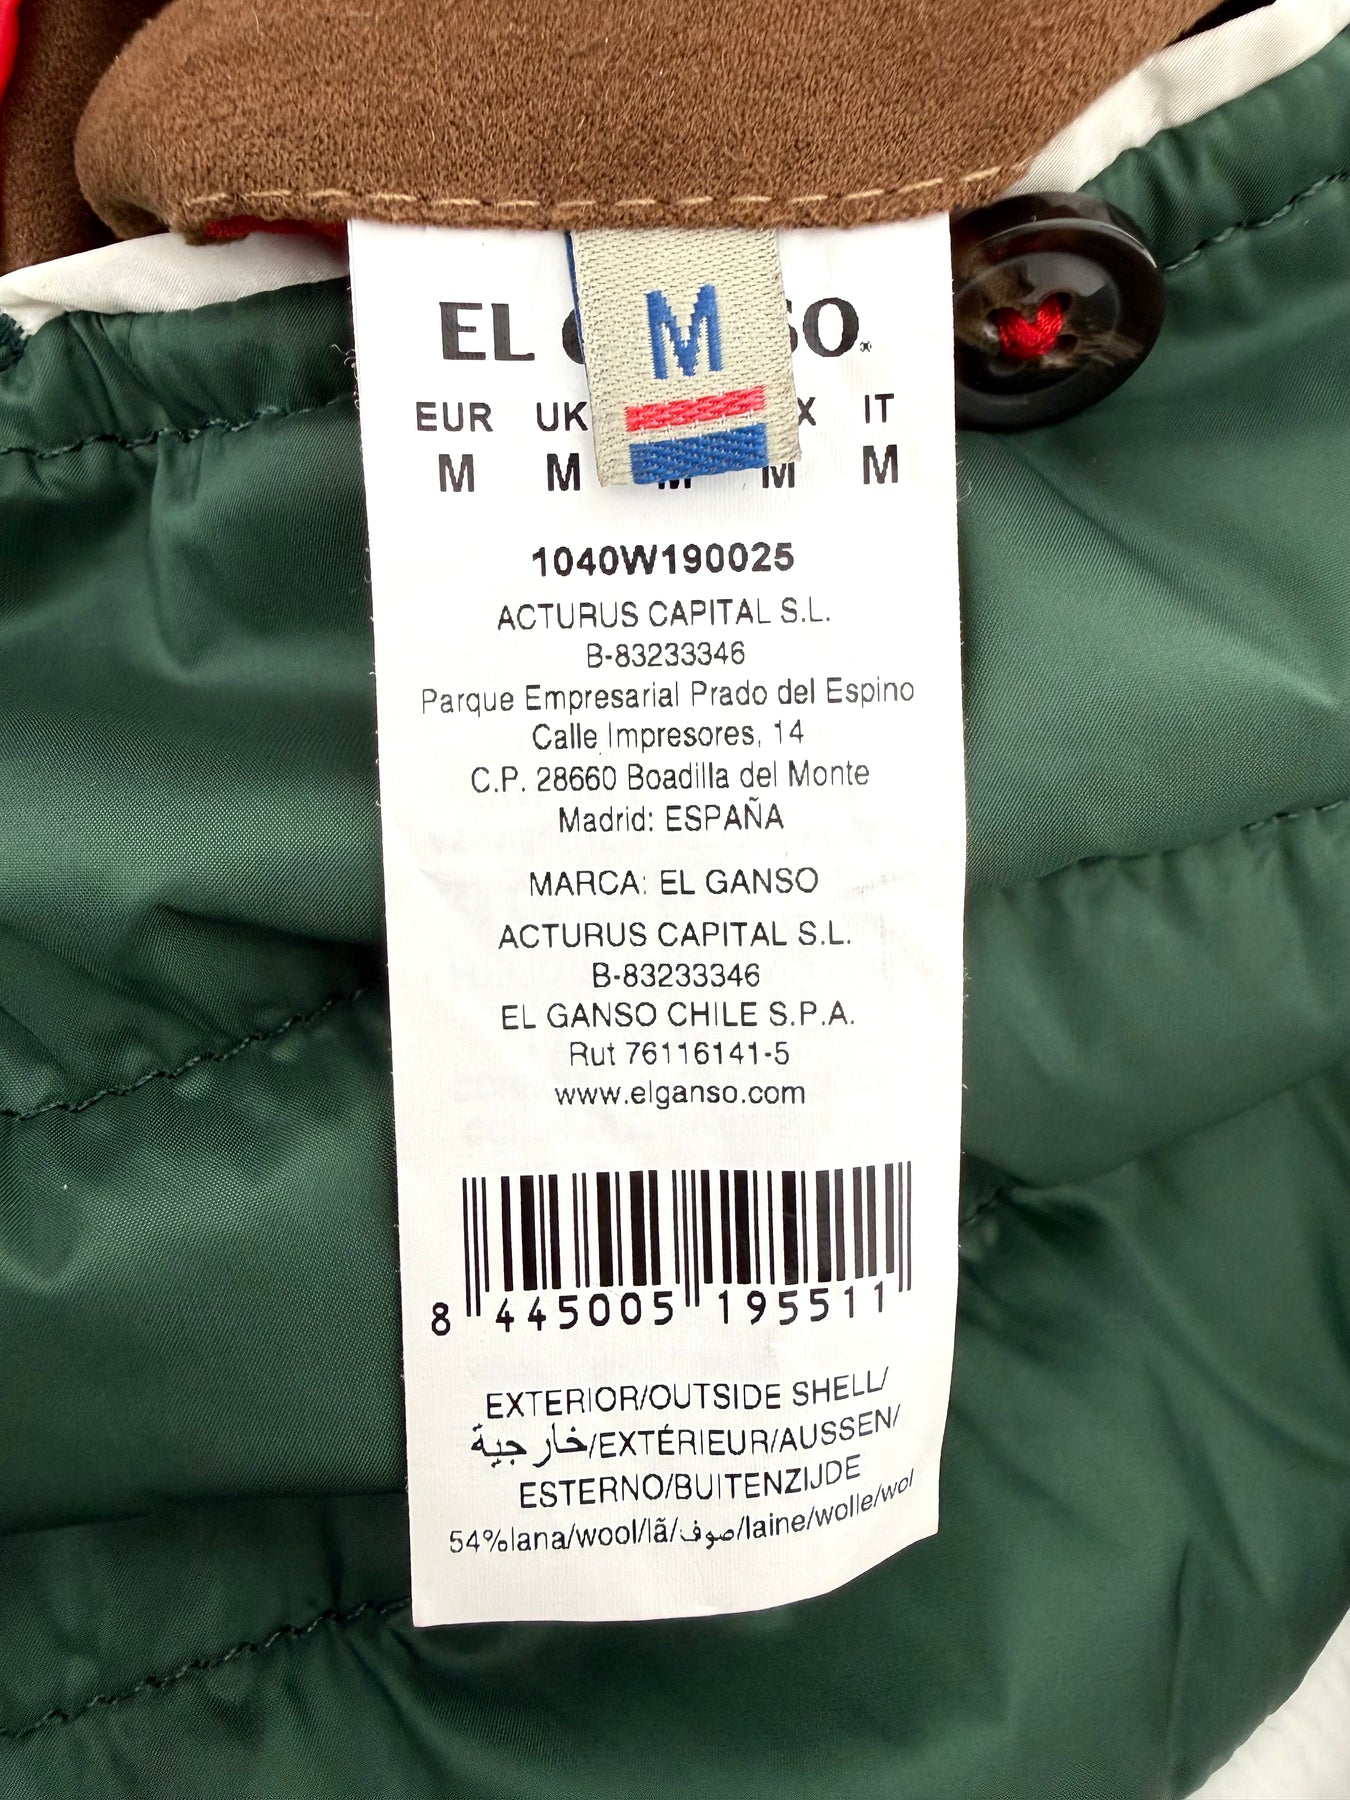 M
EL SO
EUR UK X IT
M M M M M
1040W190025
ACTURUS CAPITAL S.L.
B-83233346
Parque Empresarial Prado del Espino
Calle Impresores, 14
C.P. 28660 Boadilla del Monte
Madrid: ESPAÑA
MARCA: EL GANSO
ACTURUS CAPITAL S.L.
B-83233346
EL GANSO CHILE S.P.A.
Rut 76116141-5
www.elganso.com
8 445005 195511
EXTERIOR/OUTSIDE SHELL/
خارجية/EXTÉRIEUR/AUSSEN/
ESTERNO/BUITENZIJDE
54%lana/wool/lã/صوف/laine/wolle/wol